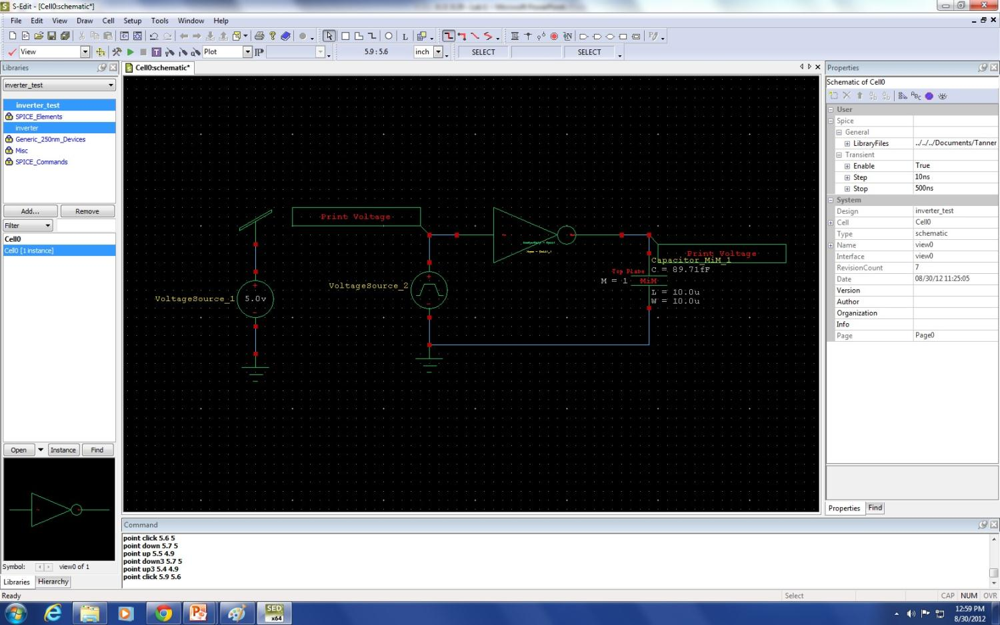 S-Edit - [Cell0:schematic*]
File Edit View Draw Cell Setup Tools Window Help
View Plot 5.9 : 5.6 inch SELECT SELECT
Libraries
inverter_test
inverter_test
SPICE_Elements
inverter
Generic_250nm_Devices
Misc
SPICE_Commands
Add... Remove
Filter
Cell0
Cell0 [1 instance]
Open Instance Find
Symbol: view0 of 1
Libraries Hierarchy
Cell0:schematic*
Print Voltage
Print Voltage
Capacitor_MiM_1
Top Plate C = 89.71fF
M = 1 MiM
L = 10.0u
W = 10.0u
VoltageSource_2
VoltageSource_1 5.0v
Command
point click 5.6 5
point down 5.7 5
point up 5.5 4.9
point down3 5.7 5
point up3 5.4 4.9
point click 5.9 5.6
Properties
Schematic of Cell0
User
Spice
General
LibraryFiles ../../../Documents/Tanner
Transient
Enable True
Step 10ns
Stop 500ns
System
Design inverter_test
Cell Cell0
Type schematic
Name view0
Interface view0
RevisionCount 7
Date 08/30/12 11:25:05
Version
Author
Organization
Info
Page Page0
Properties Find
Ready Select CAP NUM OVR
SED
x64
12:59 PM
8/30/2012